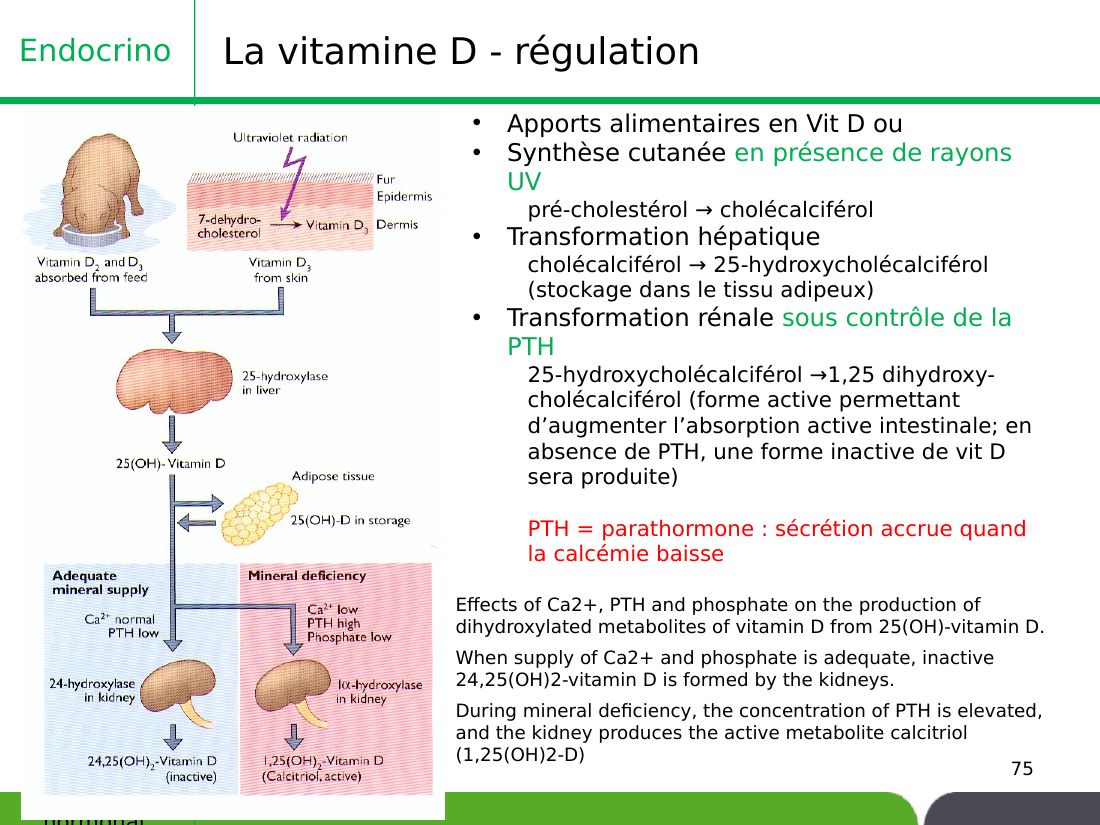 Endocrino
La vitamine D - régulation
Ultraviolet radiation
Fur
Epidermis
7-dehydro-
cholesterol
Vitamin D3
Dermis
Vitamin D2 and D3
absorbed from feed
Vitamin D3
from skin
25-hydroxylase
in liver
25(OH)-Vitamin D
Adipose tissue
25(OH)-D in storage
Adequate
mineral supply
Ca2+ normal
PTH low
Mineral deficiency
Ca2+ low
PTH high
Phosphate low
24-hydroxylase
in kidney
1α-hydroxylase
in kidney
24,25(OH)2-Vitamin D
(inactive)
1,25(OH)2-Vitamin D
(Calcitriol, active)
• Apports alimentaires en Vit D ou
• Synthèse cutanée en présence de rayons
UV
pré-cholestérol → cholécalciférol
• Transformation hépatique
cholécalciférol → 25-hydroxycholécalciférol
(stockage dans le tissu adipeux)
• Transformation rénale sous contrôle de la
PTH
25-hydroxycholécalciférol →1,25 dihydroxy-
cholécalciférol (forme active permettant
d’augmenter l’absorption active intestinale; en
absence de PTH, une forme inactive de vit D
sera produite)
PTH = parathormone : sécrétion accrue quand
la calcémie baisse
Effects of Ca2+, PTH and phosphate on the production of
dihydroxylated metabolites of vitamin D from 25(OH)-vitamin D.
When supply of Ca2+ and phosphate is adequate, inactive
24,25(OH)2-vitamin D is formed by the kidneys.
During mineral deficiency, the concentration of PTH is elevated,
and the kidney produces the active metabolite calcitriol
(1,25(OH)2-D)
75